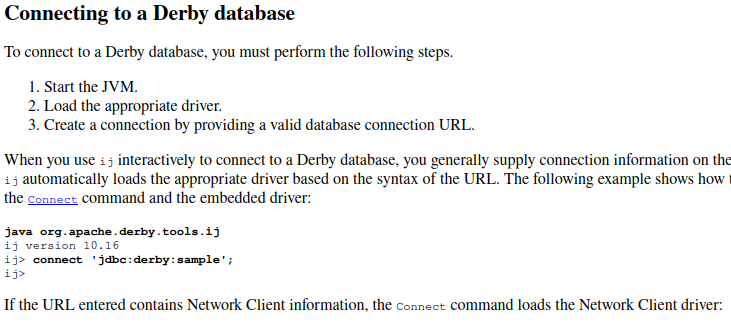 Connecting to a Derby database
To connect to a Derby database, you must perform the following steps.
1. Start the JVM.
2. Load the appropriate driver.
3. Create a connection by providing a valid database connection URL.
When you use ij interactively to connect to a Derby database, you generally supply connection information on the
ij automatically loads the appropriate driver based on the syntax of the URL. The following example shows how
the Connect command and the embedded driver:
java org.apache.derby.tools.ij
ij version 10.16
ij> connect 'jdbc:derby:sample';
ij>
If the URL entered contains Network Client information, the Connect command loads the Network Client driver: